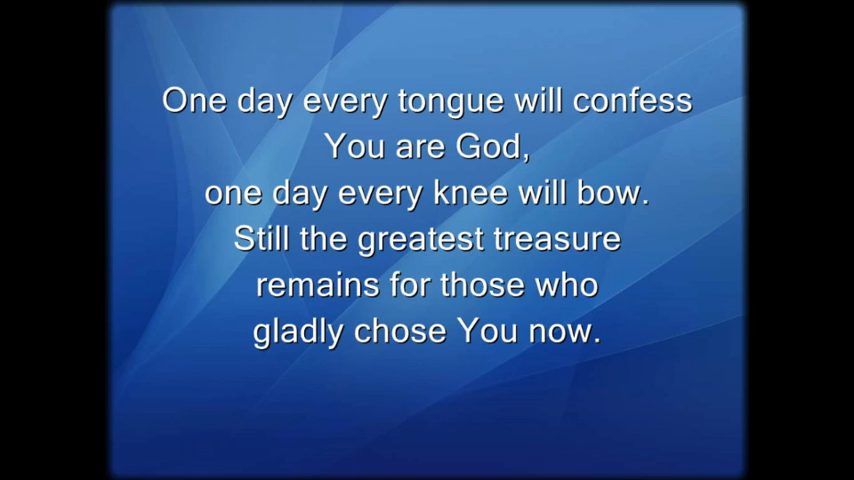 One day every tongue will confess
You are God,
one day every knee will bow.
Still the greatest treasure
remains for those who
gladly chose You now.